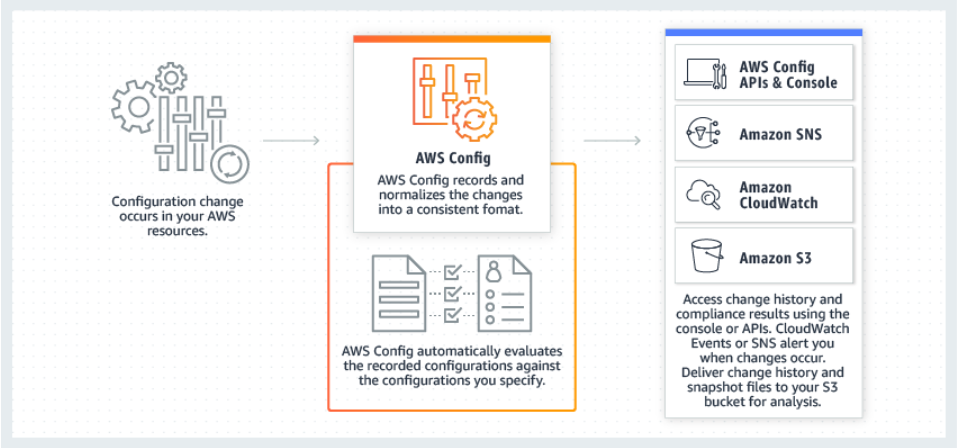 Configuration change
occurs in your AWS
resources.
AWS Config
AWS Config records and
normalizes the changes
into a consistent fomat.
AWS Config automatically evaluates
the recorded configurations against
the configurations you specify.
AWS Config
APIs & Console
Amazon SNS
Amazon
CloudWatch
Amazon S3
Access change history and
compliance results using the
console or APIs. CloudWatch
Events or SNS alert you
when changes occur.
Deliver change history and
snapshot files to your S3
bucket for analysis.